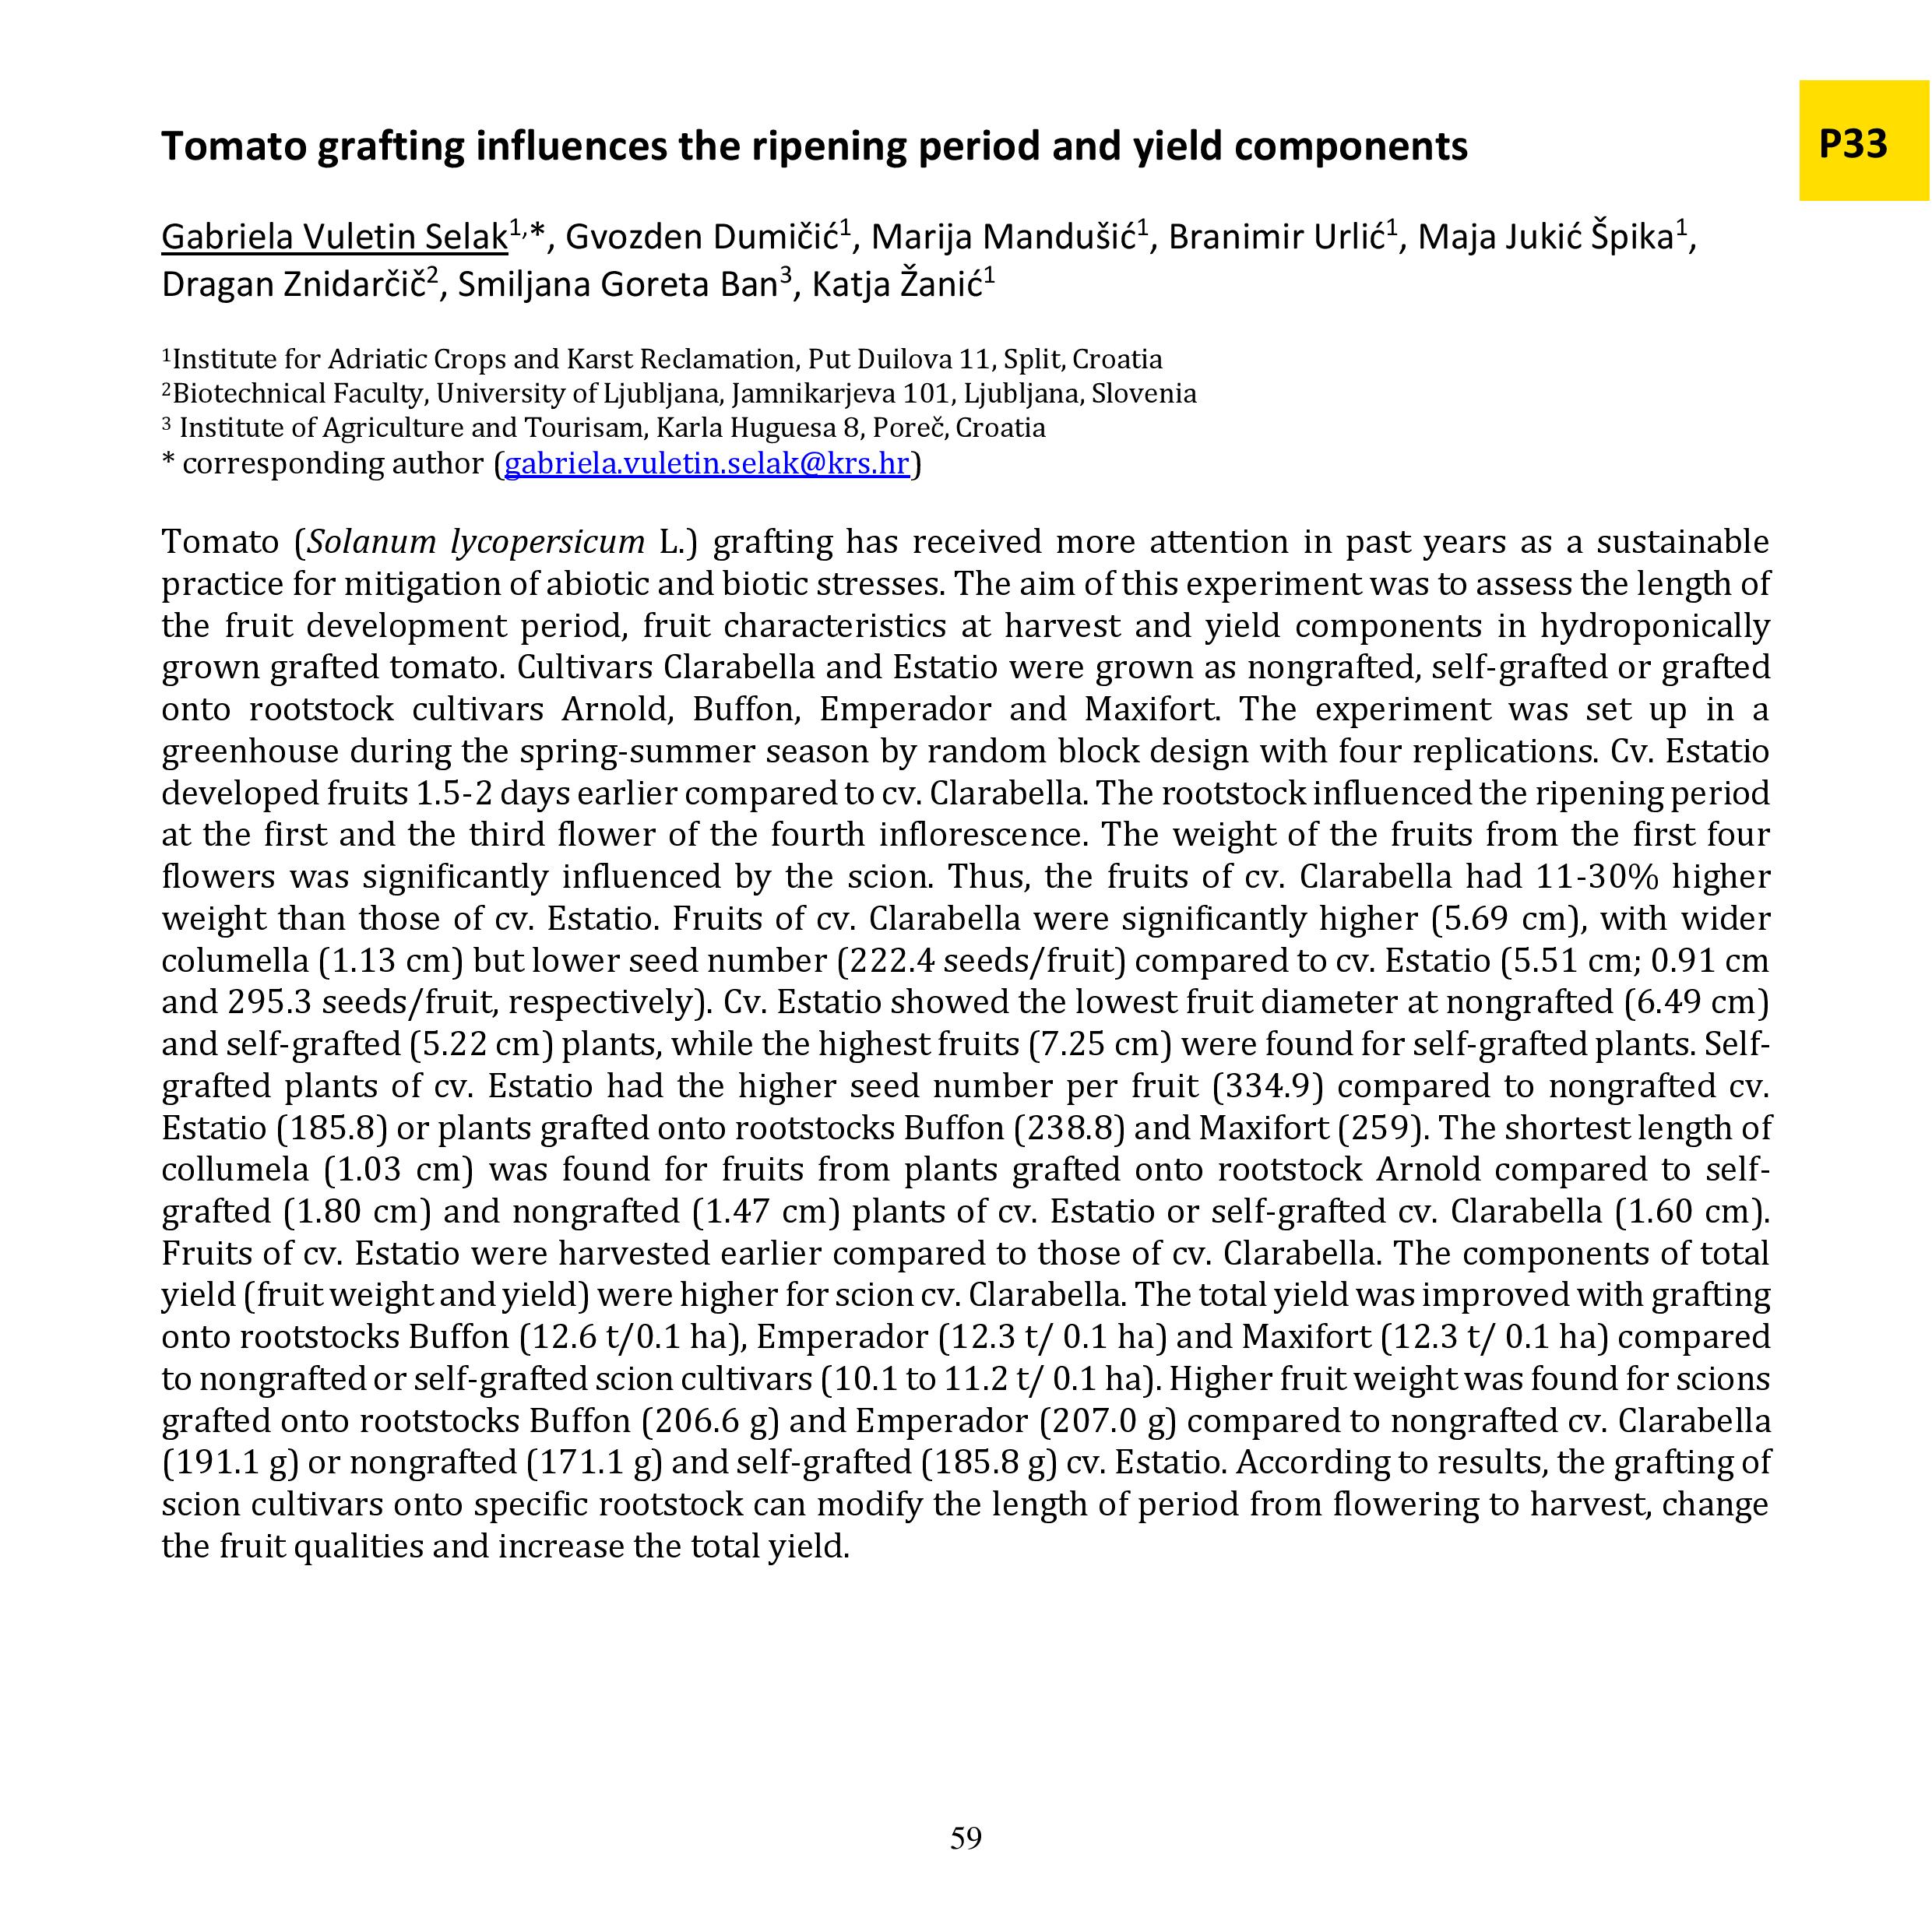 Tomato grafting influences the ripening period and yield components
P33
Gabriela Vuletin Selak1,*, Gvozden Dumičić1, Marija Mandušić1, Branimir Urlić1, Maja Jukić Špika1,
Dragan Znidarčič2, Smiljana Goreta Ban3, Katja Žanić1
1Institute for Adriatic Crops and Karst Reclamation, Put Duilova 11, Split, Croatia
2Biotechnical Faculty, University of Ljubljana, Jamnikarjeva 101, Ljubljana, Slovenia
3 Institute of Agriculture and Tourisam, Karla Huguesa 8, Poreč, Croatia
* corresponding author (gabriela.vuletin.selak@krs.hr)
Tomato (Solanum lycopersicum L.) grafting has received more attention in past years as a sustainable
practice for mitigation of abiotic and biotic stresses. The aim of this experiment was to assess the length of
the fruit development period, fruit characteristics at harvest and yield components in hydroponically
grown grafted tomato. Cultivars Clarabella and Estatio were grown as nongrafted, self-grafted or grafted
onto rootstock cultivars Arnold, Buffon, Emperador and Maxifort. The experiment was set up in a
greenhouse during the spring-summer season by random block design with four replications. Cv. Estatio
developed fruits 1.5-2 days earlier compared to cv. Clarabella. The rootstock influenced the ripening period
at the first and the third flower of the fourth inflorescence. The weight of the fruits from the first four
flowers was significantly influenced by the scion. Thus, the fruits of cv. Clarabella had 11-30% higher
weight than those of cv. Estatio. Fruits of cv. Clarabella were significantly higher (5.69 cm), with wider
columella (1.13 cm) but lower seed number (222.4 seeds/fruit) compared to cv. Estatio (5.51 cm; 0.91 cm
and 295.3 seeds/fruit, respectively). Cv. Estatio showed the lowest fruit diameter at nongrafted (6.49 cm)
and self-grafted (5.22 cm) plants, while the highest fruits (7.25 cm) were found for self-grafted plants. Self-
grafted plants of cv. Estatio had the higher seed number per fruit (334.9) compared to nongrafted cv.
Estatio (185.8) or plants grafted onto rootstocks Buffon (238.8) and Maxifort (259). The shortest length of
collumela (1.03 cm) was found for fruits from plants grafted onto rootstock Arnold compared to self-
grafted (1.80 cm) and nongrafted (1.47 cm) plants of cv. Estatio or self-grafted cv. Clarabella (1.60 cm).
Fruits of cv. Estatio were harvested earlier compared to those of cv. Clarabella. The components of total
yield (fruit weight and yield) were higher for scion cv. Clarabella. The total yield was improved with grafting
onto rootstocks Buffon (12.6 t/0.1 ha), Emperador (12.3 t/ 0.1 ha) and Maxifort (12.3 t/ 0.1 ha) compared
to nongrafted or self-grafted scion cultivars (10.1 to 11.2 t/ 0.1 ha). Higher fruit weight was found for scions
grafted onto rootstocks Buffon (206.6 g) and Emperador (207.0 g) compared to nongrafted cv. Clarabella
(191.1 g) or nongrafted (171.1 g) and self-grafted (185.8 g) cv. Estatio. According to results, the grafting of
scion cultivars onto specific rootstock can modify the length of period from flowering to harvest, change
the fruit qualities and increase the total yield.
59